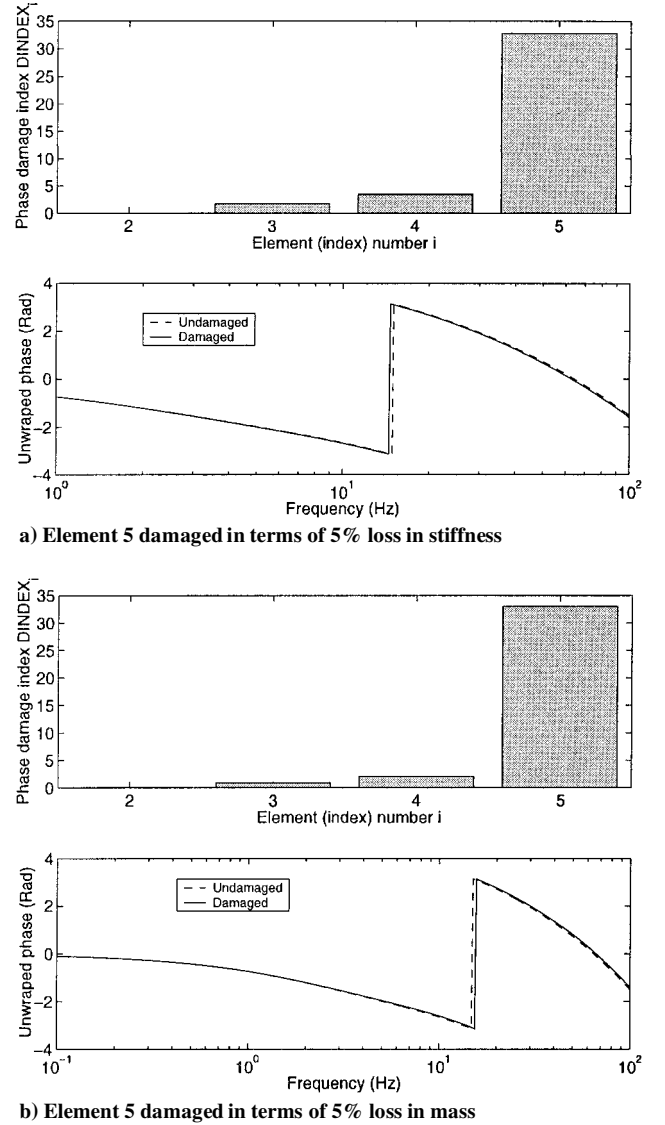 Phase damage index DINDEX_i
35
30
25
20
15
10
5
0
2 3 4 5
Element (index) number i
Unwraped phase (Rad)
4
2
0
−2
−4
Undamaged
Damaged
10^0 10^1 10^2
Frequency (Hz)
a) Element 5 damaged in terms of 5% loss in stiffness
Phase damage index DINDEX_i
35
30
25
20
15
10
5
0
2 3 4 5
Element (index) number i
Unwraped phase (Rad)
4
2
0
−2
−4
Undamaged
Damaged
10^−1 10^0 10^1 10^2
Frequency (Hz)
b) Element 5 damaged in terms of 5% loss in mass